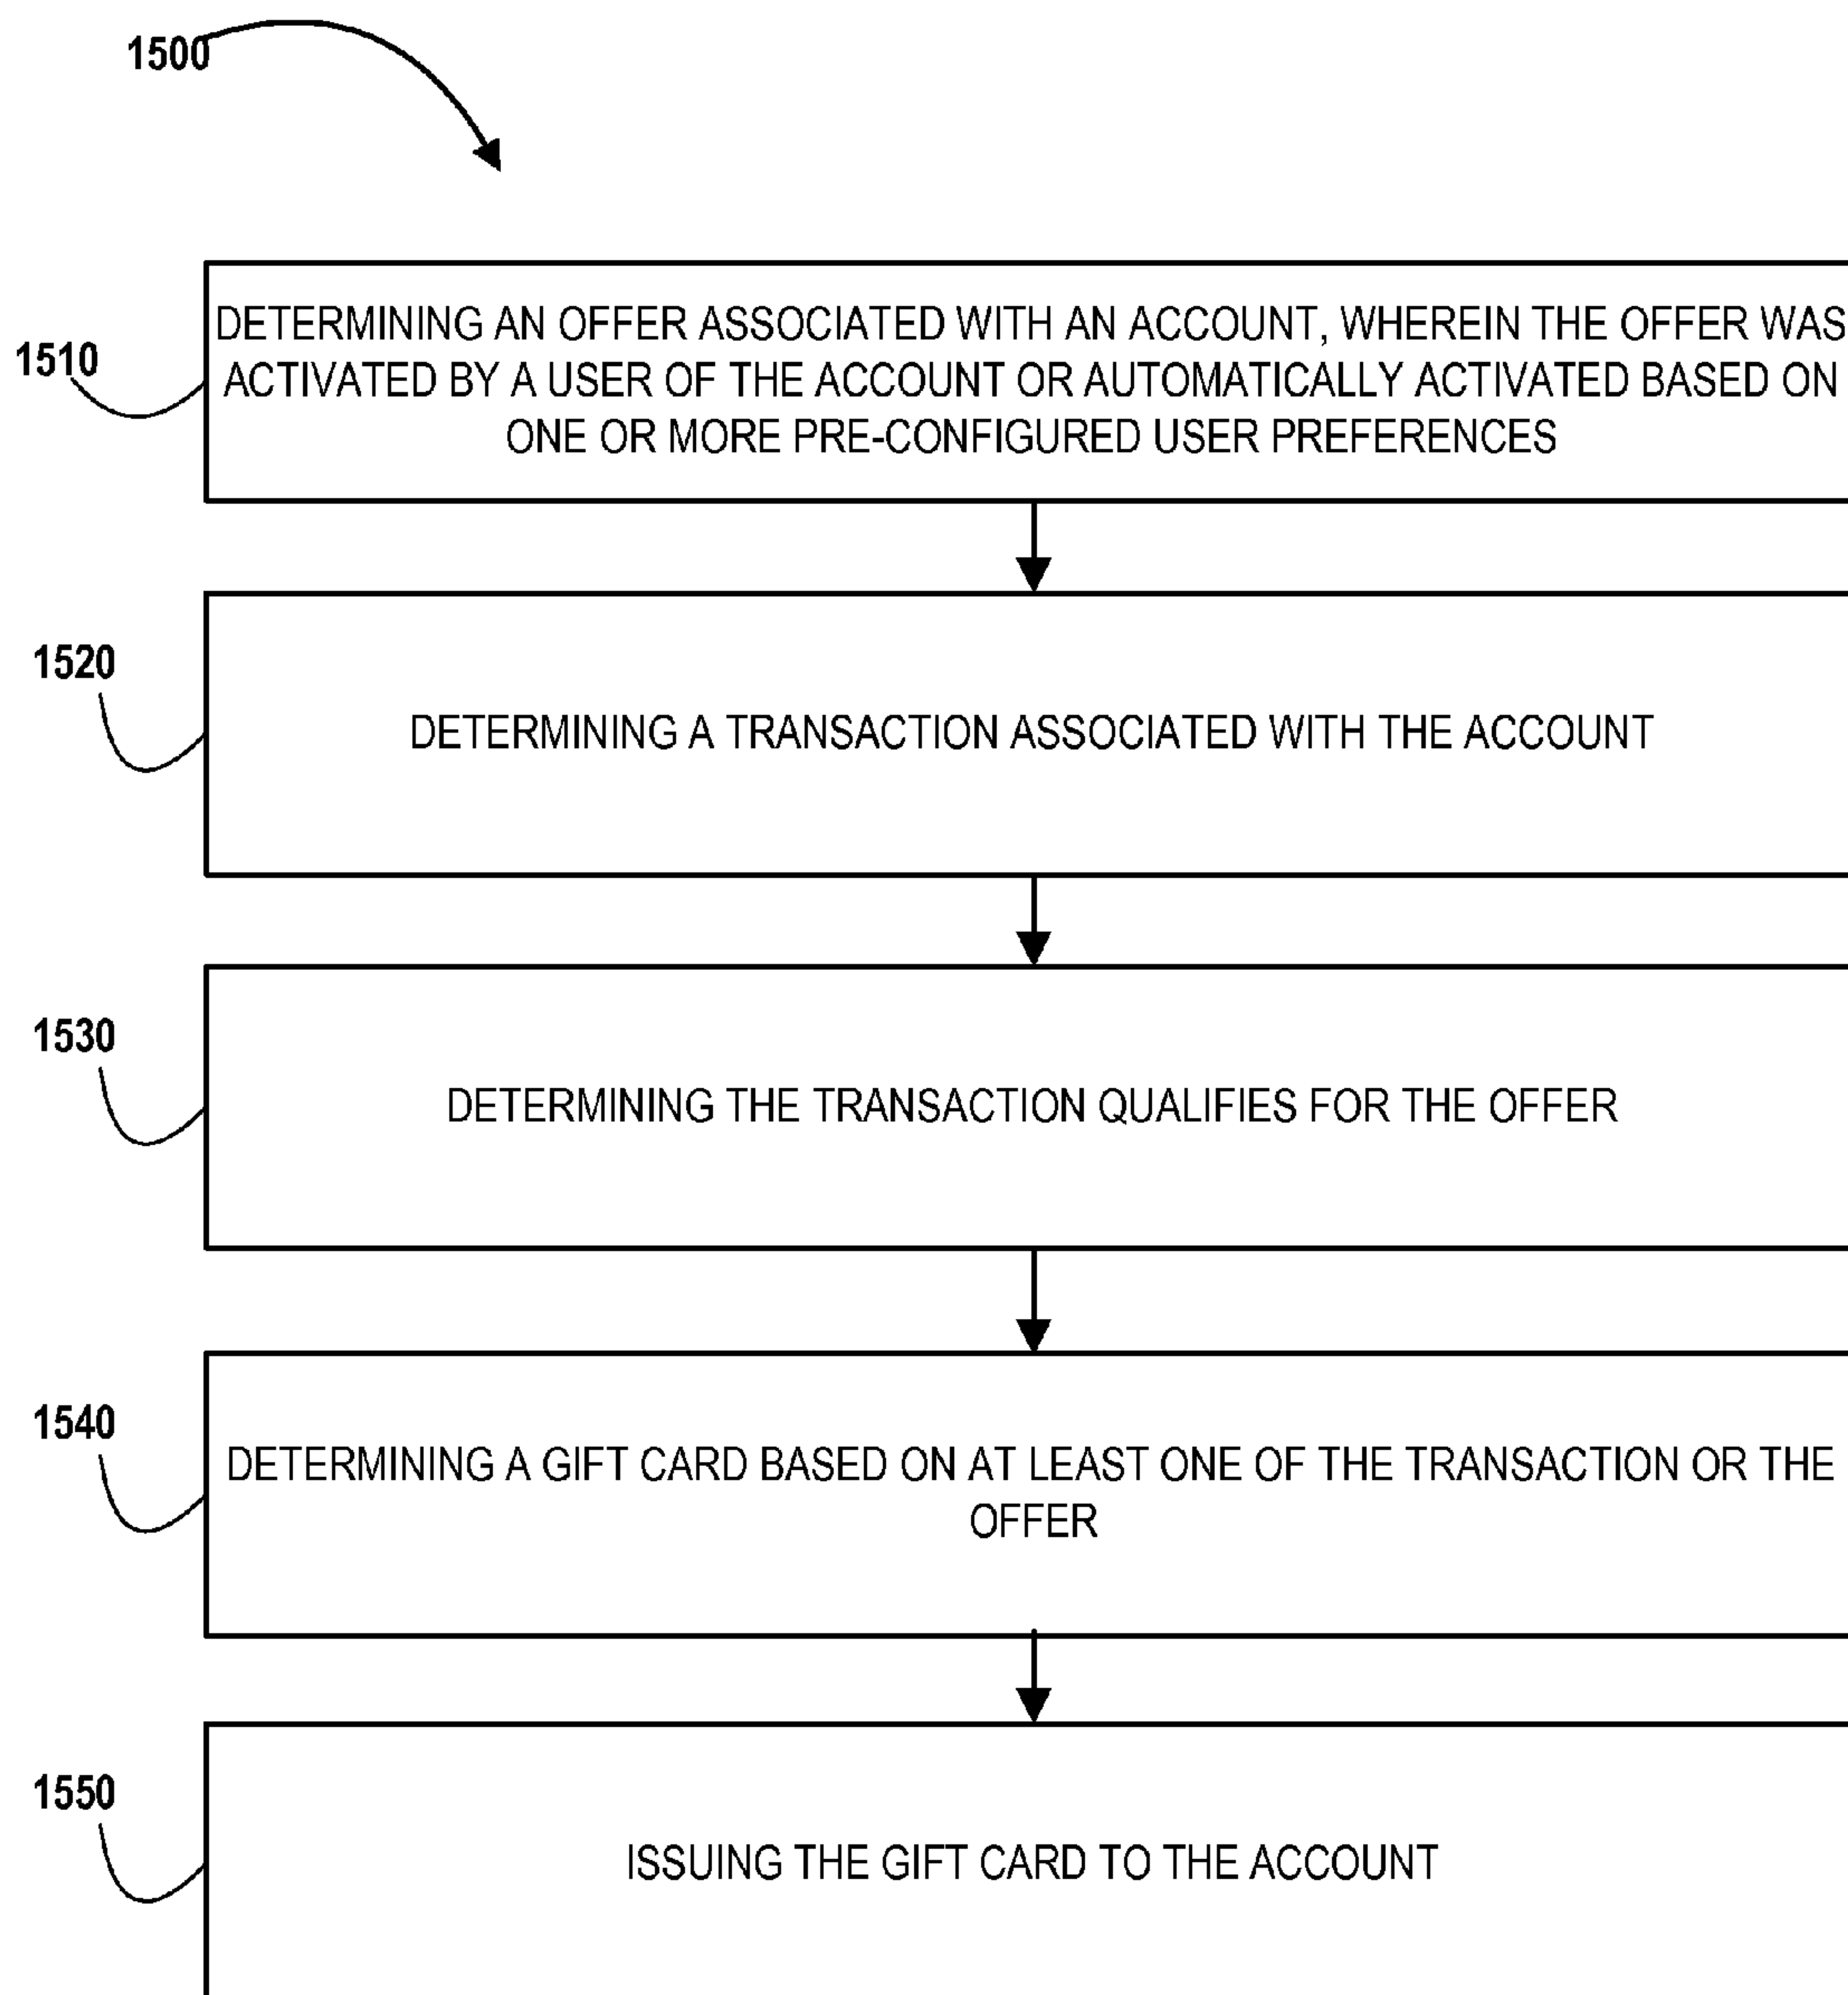 1500
1510
DETERMINING AN OFFER ASSOCIATED WITH AN ACCOUNT, WHEREIN THE OFFER WAS
ACTIVATED BY A USER OF THE ACCOUNT OR AUTOMATICALLY ACTIVATED BASED ON
ONE OR MORE PRE-CONFIGURED USER PREFERENCES
1520
DETERMINING A TRANSACTION ASSOCIATED WITH THE ACCOUNT
1530
DETERMINING THE TRANSACTION QUALIFIES FOR THE OFFER
1540
DETERMINING A GIFT CARD BASED ON AT LEAST ONE OF THE TRANSACTION OR THE
OFFER
1550
ISSUING THE GIFT CARD TO THE ACCOUNT